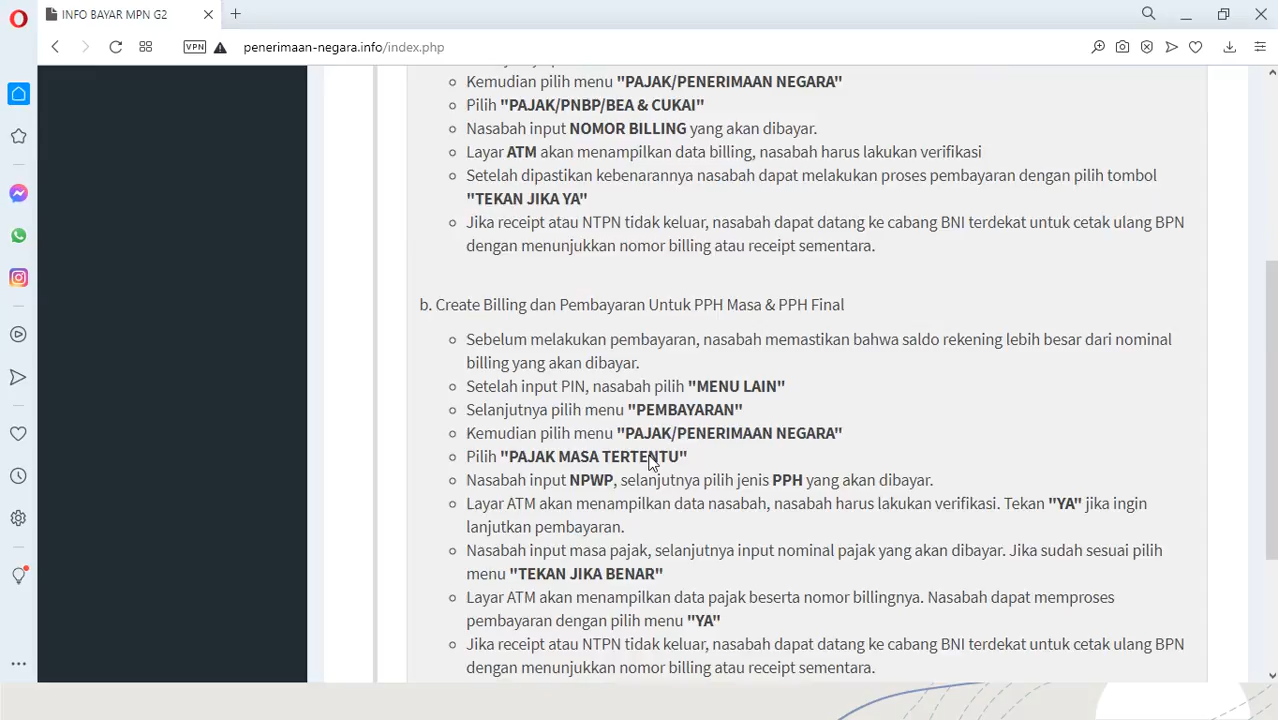 INFO BAYAR MPN G2
VPN
penerimaan-negara.info/index.php
Kemudian pilih menu "PAJAK/PENERIMAAN NEGARA"
Pilih "PAJAK/PNBP/BEA & CUKAI"
Nasabah input NOMOR BILLING yang akan dibayar.
Layar ATM akan menampilkan data billing, nasabah harus lakukan verifikasi
Setelah dipastikan kebenarannya nasabah dapat melakukan proses pembayaran dengan pilih tombol
"TEKAN JIKA YA"
Jika receipt atau NTPN tidak keluar, nasabah dapat datang ke cabang BNI terdekat untuk cetak ulang BPN
dengan menunjukkan nomor billing atau receipt sementara.
b. Create Billing dan Pembayaran Untuk PPH Masa & PPH Final
Sebelum melakukan pembayaran, nasabah memastikan bahwa saldo rekening lebih besar dari nominal
billing yang akan dibayar.
Setelah input PIN, nasabah pilih "MENU LAIN"
Selanjutnya pilih menu "PEMBAYARAN"
Kemudian pilih menu "PAJAK/PENERIMAAN NEGARA"
Pilih "PAJAK MASA TERTENTU"
Nasabah input NPWP, selanjutnya pilih jenis PPH yang akan dibayar.
Layar ATM akan menampilkan data nasabah, nasabah harus lakukan verifikasi. Tekan "YA" jika ingin
lanjutkan pembayaran.
Nasabah input masa pajak, selanjutnya input nominal pajak yang akan dibayar. Jika sudah sesuai pilih
menu "TEKAN JIKA BENAR"
Layar ATM akan menampilkan data pajak beserta nomor billingnya. Nasabah dapat memproses
pembayaran dengan pilih menu "YA"
Jika receipt atau NTPN tidak keluar, nasabah dapat datang ke cabang BNI terdekat untuk cetak ulang BPN
dengan menunjukkan nomor billing atau receipt sementara.